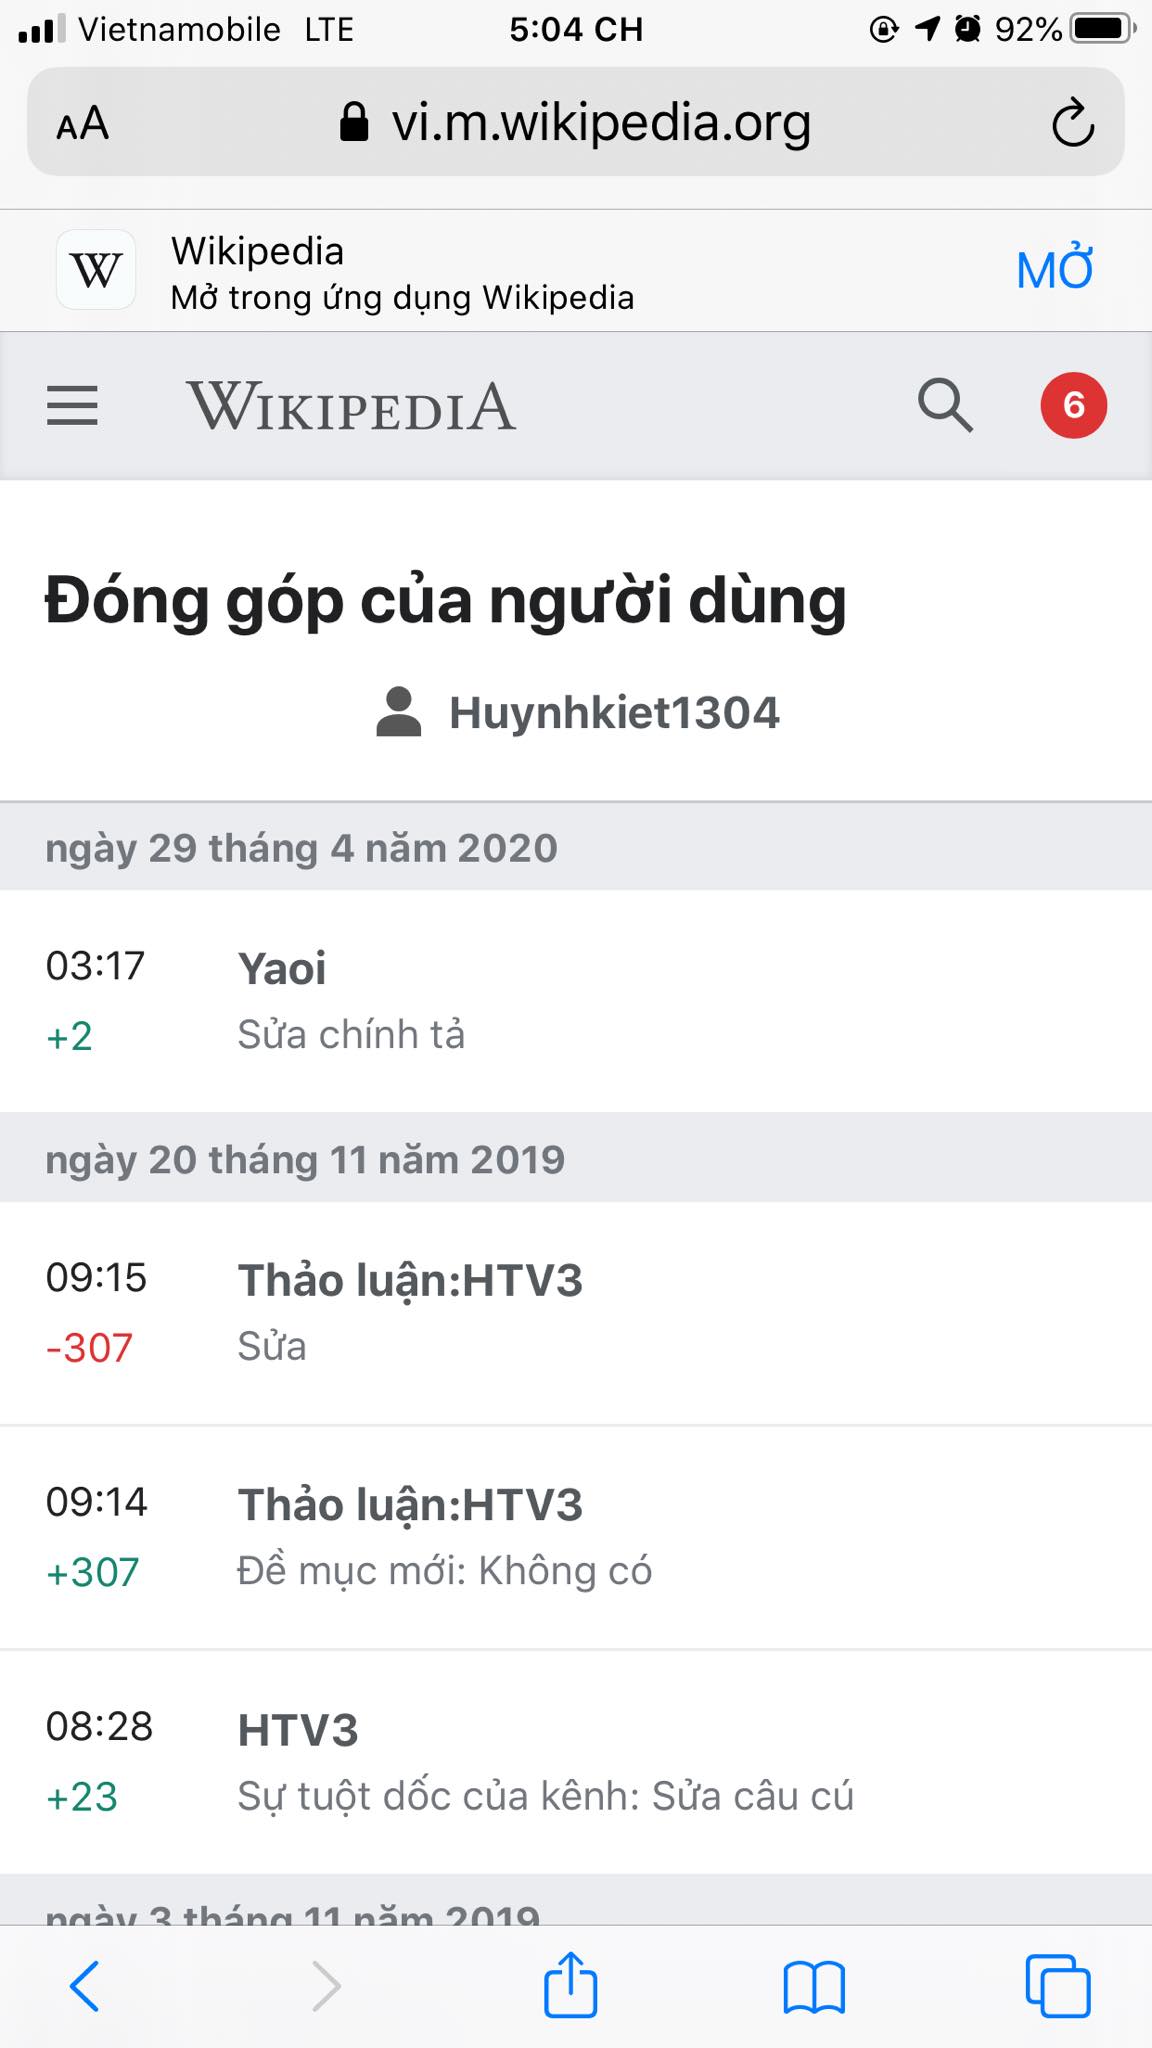 Vietnamobile LTE 5:04 CH 92%
AA vi.m.wikipedia.org
W Wikipedia
Mở trong ứng dụng Wikipedia
MỞ
WIKIPEDIA 6
Đóng góp của người dùng
Huynhkiet1304
ngày 29 tháng 4 năm 2020
03:17 Yaoi
+2 Sửa chính tả
ngày 20 tháng 11 năm 2019
09:15 Thảo luận:HTV3
-307 Sửa
09:14 Thảo luận:HTV3
+307 Đề mục mới: Không có
08:28 HTV3
+23 Sự tuột dốc của kênh: Sửa câu cú
ngày 3 tháng 11 năm 2019